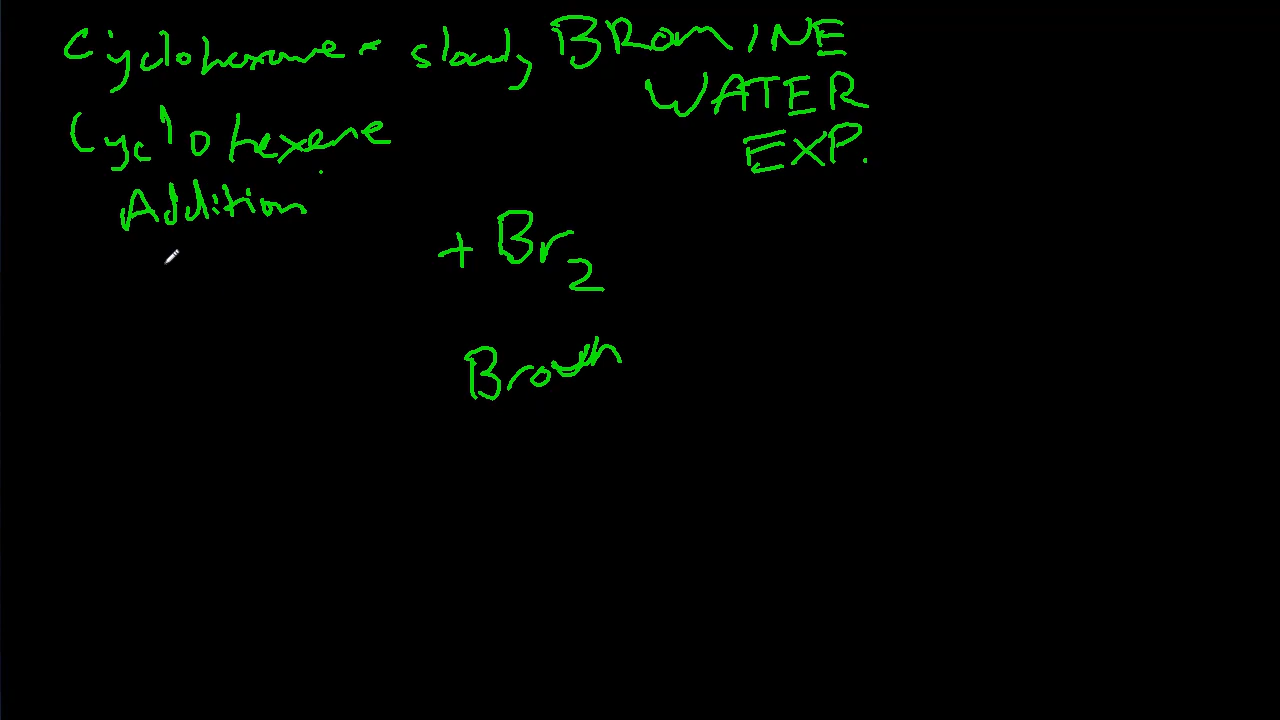 Cyclohexane - slowly
BROMINE
WATER
EXP.
Cyclohexene
Addition
+ Br2
Brown